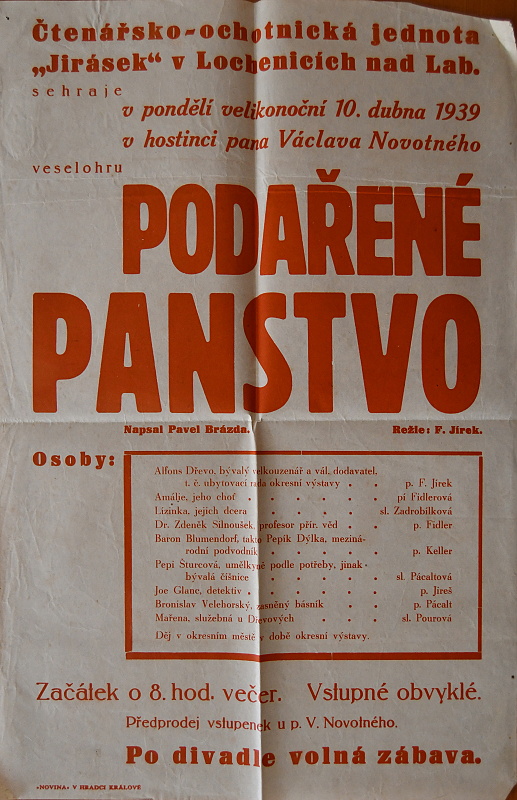 Čtenářsko-ochotnická jednota
„Jirásek“ v Lochenicích nad Lab.
sehraje
v pondělí velikonoční 10. dubna 1939
v hostinci pana Václava Novotného
veselohru
PODAŘENÉ
PANSTVO
Napsal Pavel Brázda. Režie: F. Jirek.
Osoby:
Alfons Dřevo, bývalý velkouzenář a vál. dodavatel,
t. č. ubytovací rada okresní výstavy . . p. F. Jirek
Amálie, jeho choť . . . . . . pí Fidlerová
Lizinka, jejich dcera . . . . . sl. Zadrobílková
Dr. Zdeněk Silnoušek, profesor přír. věd . . p. Fidler
Baron Blumendorf, takto Pepík Dýlka, meziná-
rodní podvodník . . . . . p. Keller
Pepi Šturcová, umělkyně podle potřeby, jinak
bývalá číšnice . . . . . sl. Pácaltová
Joe Glanc, detektiv . . . . . . p. Jireš
Bronislav Velehorský, zasněný básník . . . p. Pácalt
Mařena, služebná u Dřevových . . . . sl. Pourová
Děj v okresním městě v době okresní výstavy.
Začátek o 8. hod. večer. Vstupné obvyklé.
Předprodej vstupenek u p. V. Novotného.
Po divadle volná zábava.
«NOVINA» V HRADCI KRÁLOVÉ